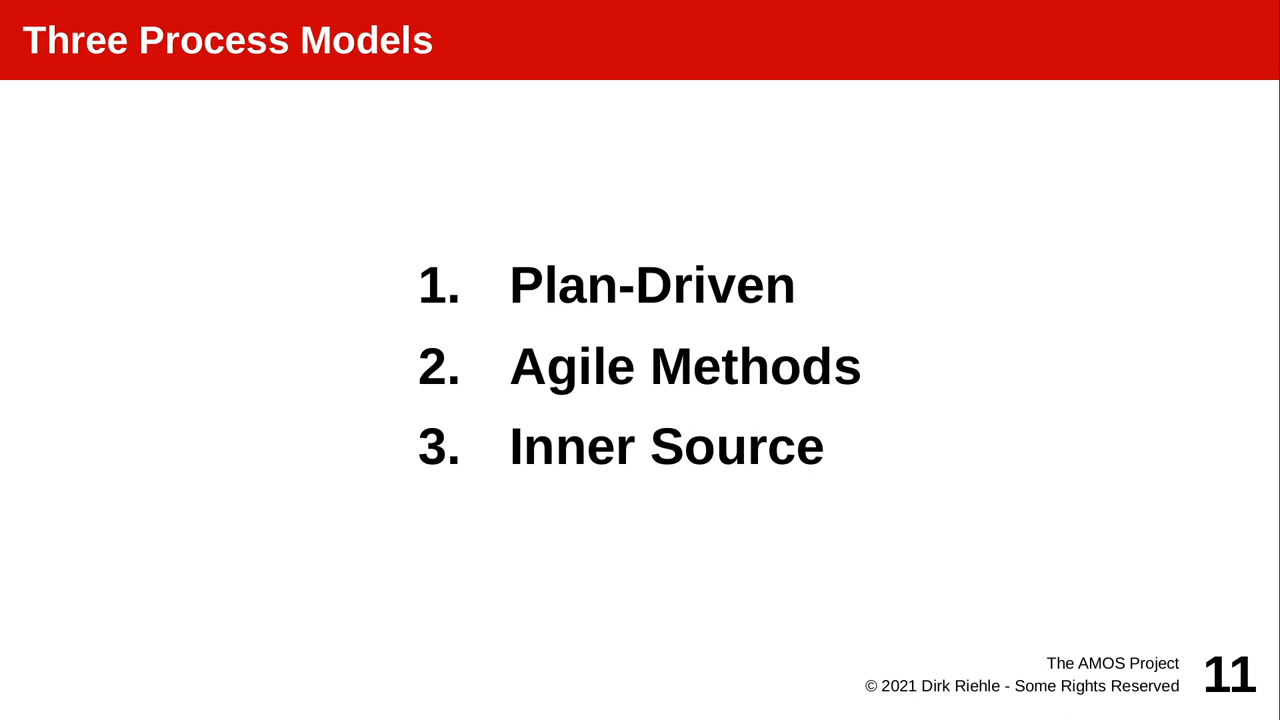 Three Process Models
1. Plan-Driven
2. Agile Methods
3. Inner Source
The AMOS Project
© 2021 Dirk Riehle - Some Rights Reserved
11